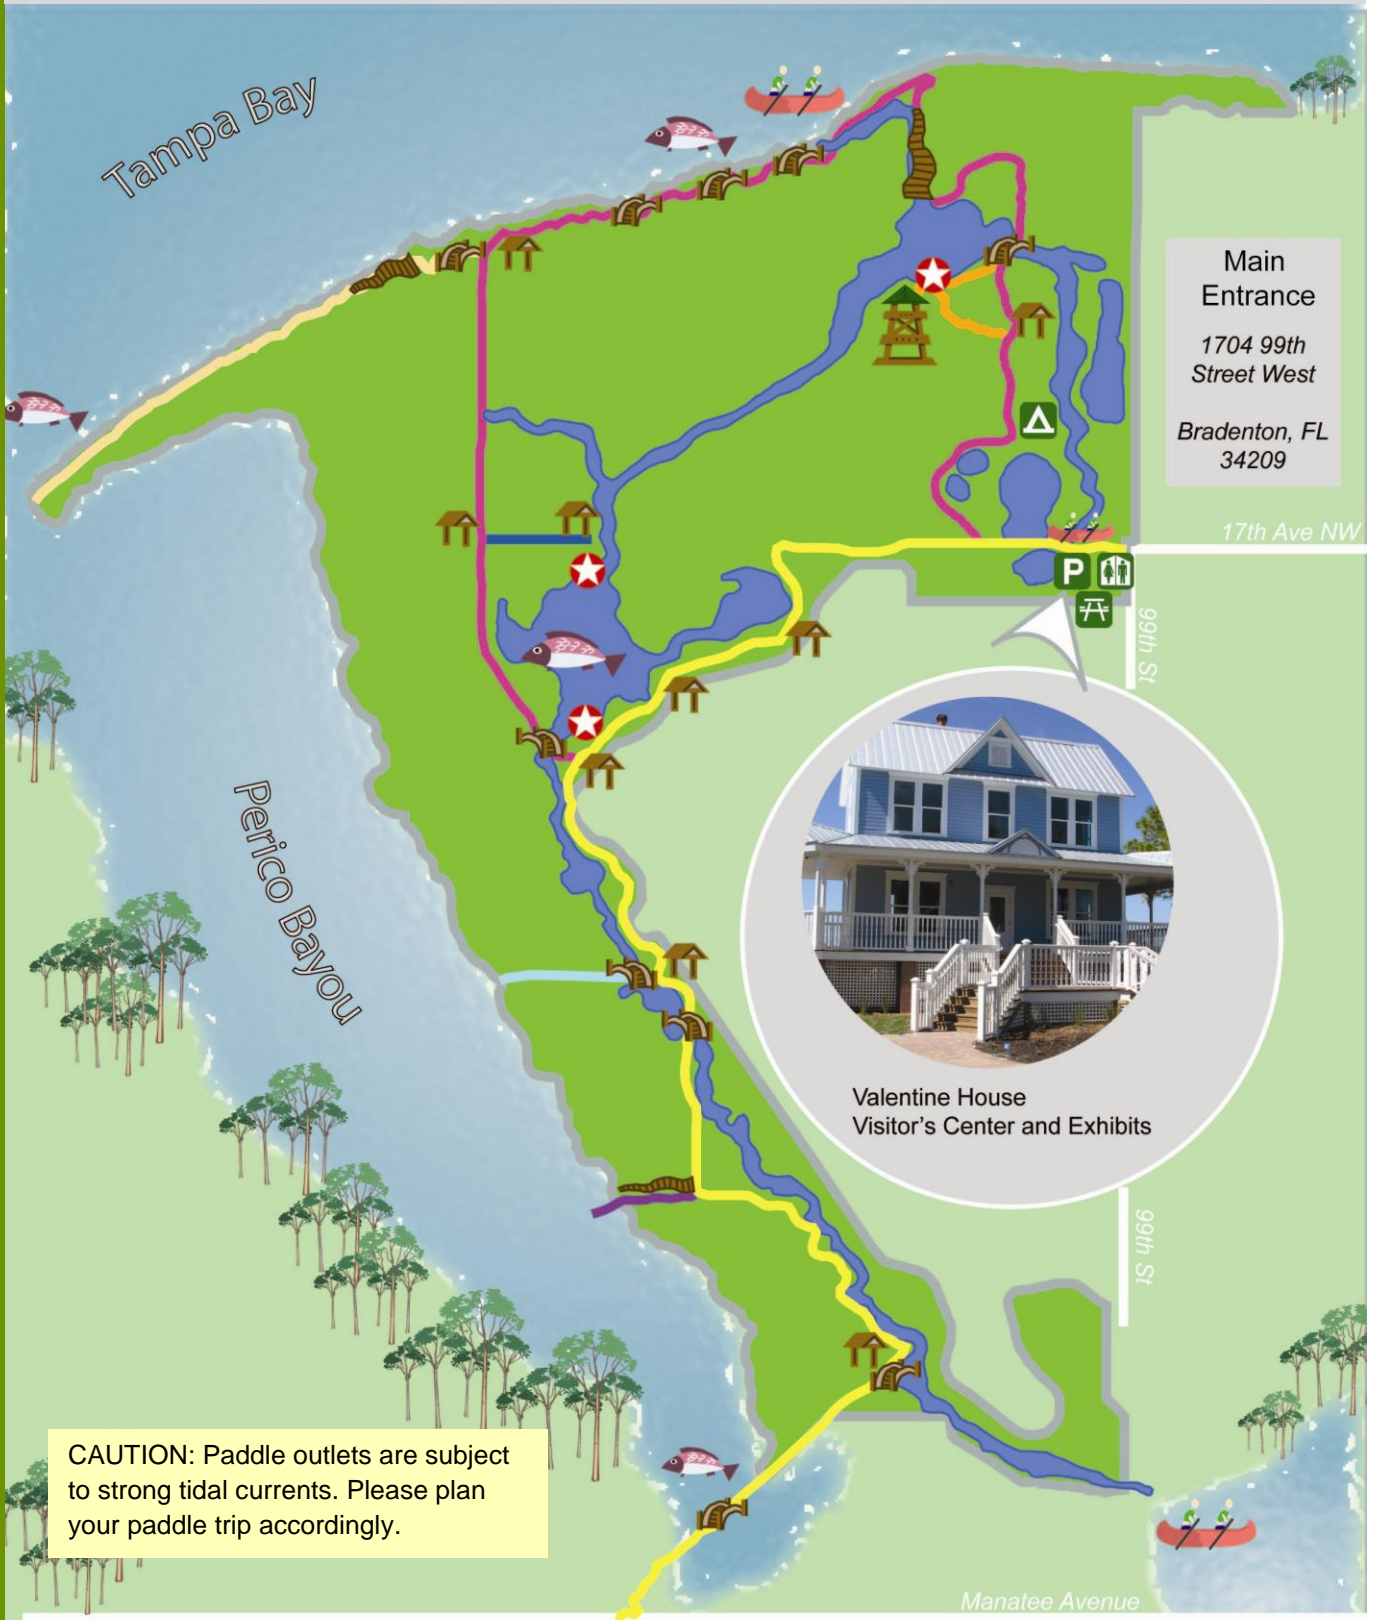 Tampa Bay
Main
Entrance
1704 99th
Street West
Bradenton, FL
34209
17th Ave NW
P
99th St
Perico Bayou
Valentine House
Visitor's Center and Exhibits
99th St
CAUTION: Paddle outlets are subject
to strong tidal currents. Please plan
your paddle trip accordingly.
Manatee Avenue